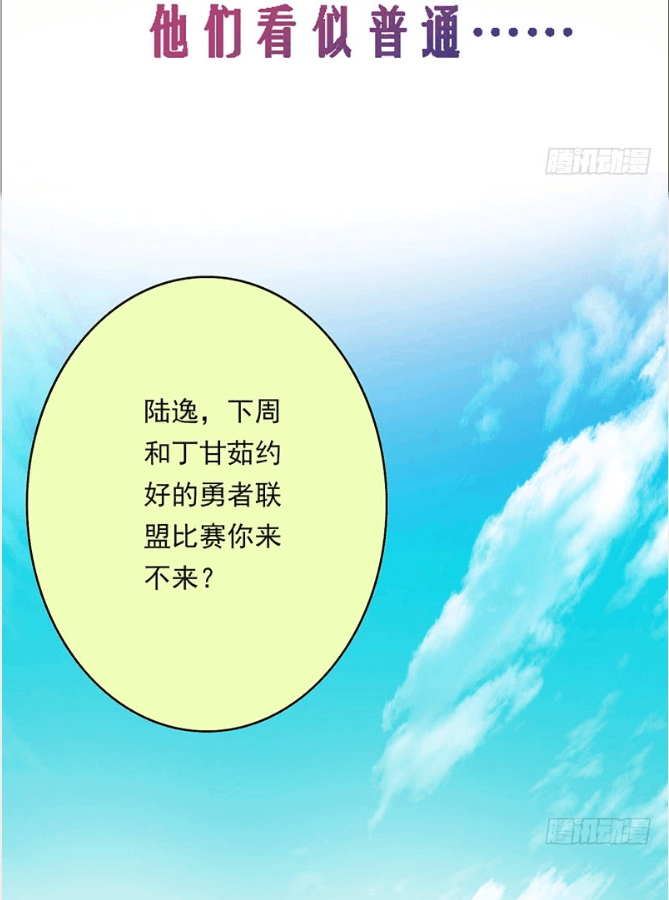 他们看似普通……
腾讯动漫
陆逸，下周
和丁甘茹约
好的勇者联
盟比赛你来
不来？
腾讯动漫